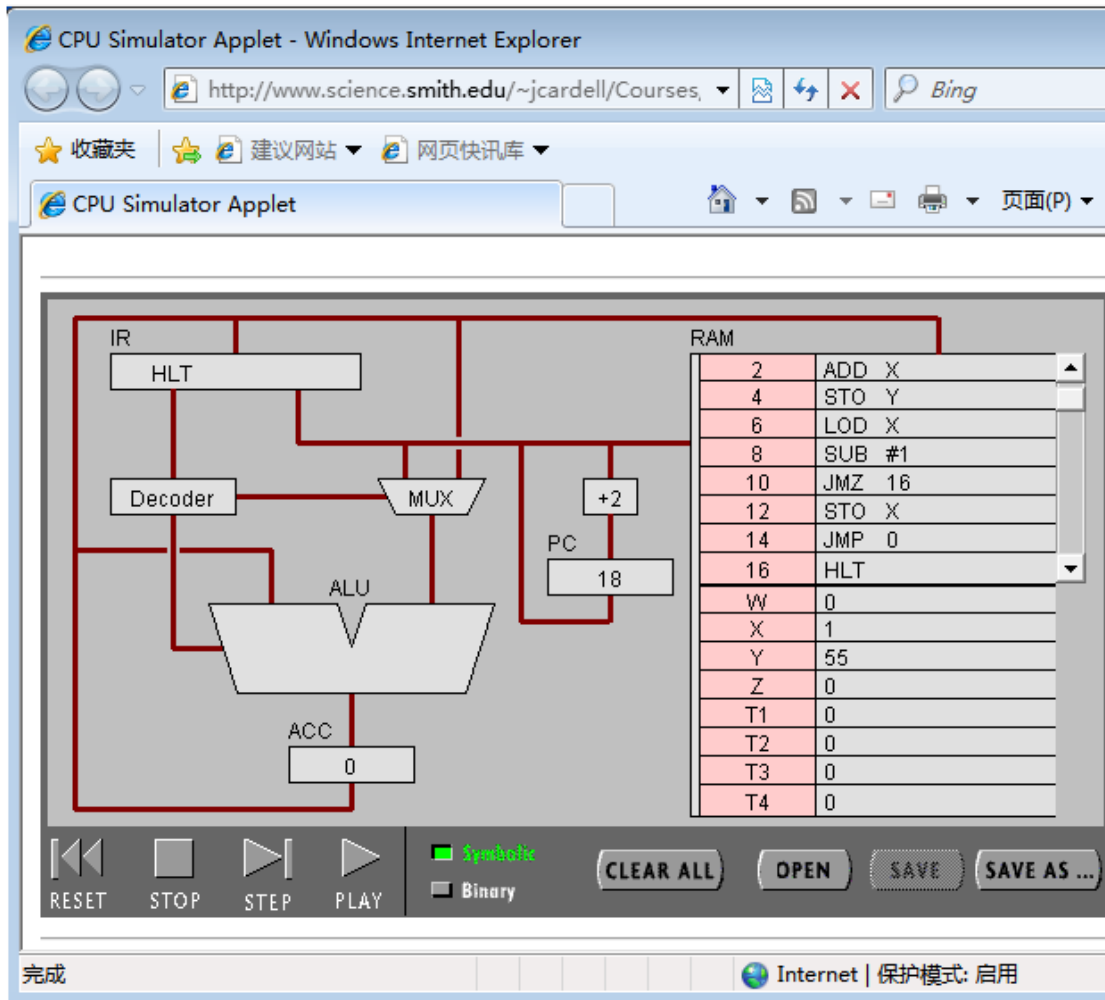 CPU Simulator Applet - Windows Internet Explorer
http://www.science.smith.edu/~jcardell/Courses,
Bing
收藏夹
建议网站
网页快讯库
CPU Simulator Applet
页面(P)
IR
HLT
Decoder
MUX
+2
PC
18
ALU
ACC
0
RAM
2 ADD X
4 STO Y
6 LOD X
8 SUB #1
10 JMZ 16
12 STO X
14 JMP 0
16 HLT
W 0
X 1
Y 55
Z 0
T1 0
T2 0
T3 0
T4 0
RESET STOP STEP PLAY
Symbolic
Binary
CLEAR ALL OPEN SAVE SAVE AS ...
完成
Internet | 保护模式: 启用